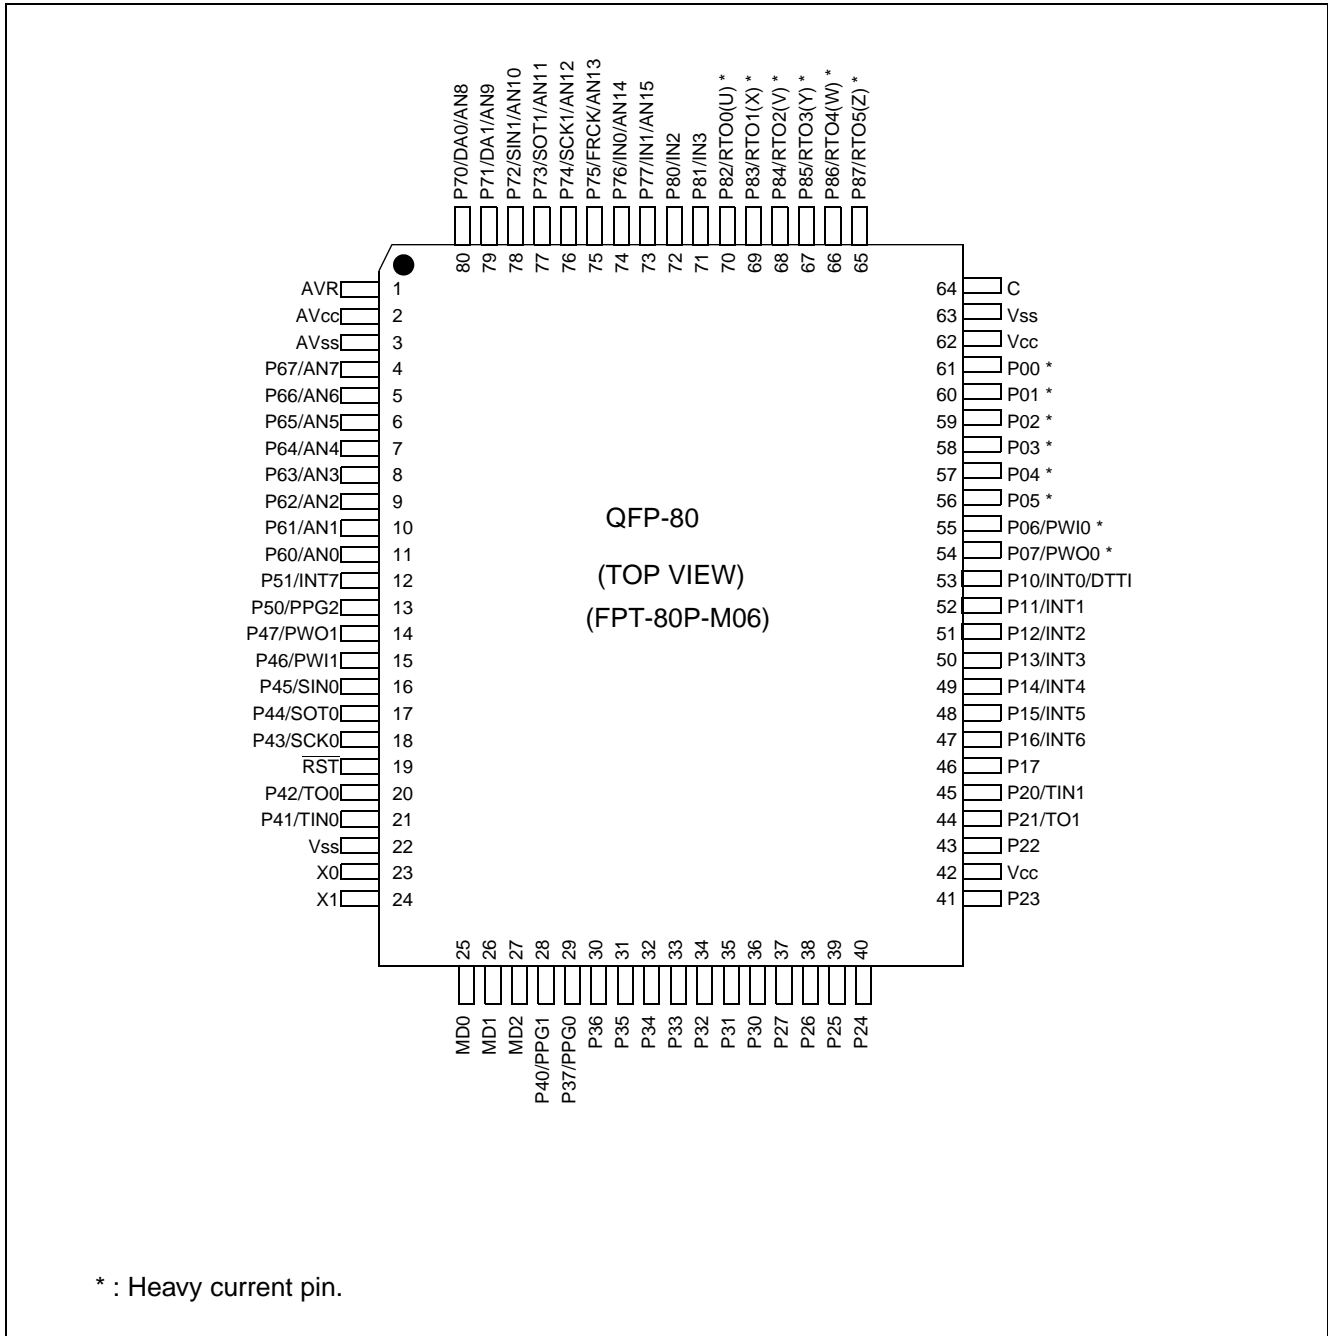 P70/DA0/AN8
P71/DA1/AN9
P72/SIN1/AN10
P73/SOT1/AN11
P74/SCK1/AN12
P75/FRCK/AN13
P76/IN0/AN14
P77/IN1/AN15
P80/IN2
P81/IN3
P82/RTO0(U) *
P83/RTO1(X) *
P84/RTO2(V) *
P85/RTO3(Y) *
P86/RTO4(W) *
P87/RTO5(Z) *
80 79 78 77 76 75 74 73 72 71 70 69 68 67 66 65
AVR 1
AVcc 2
AVss 3
P67/AN7 4
P66/AN6 5
P65/AN5 6
P64/AN4 7
P63/AN3 8
P62/AN2 9
P61/AN1 10
P60/AN0 11
P51/INT7 12
P50/PPG2 13
P47/PWO1 14
P46/PWI1 15
P45/SIN0 16
P44/SOT0 17
P43/SCK0 18
RST 19
P42/TO0 20
P41/TIN0 21
Vss 22
X0 23
X1 24
QFP-80
(TOP VIEW)
(FPT-80P-M06)
64 C
63 Vss
62 Vcc
61 P00 *
60 P01 *
59 P02 *
58 P03 *
57 P04 *
56 P05 *
55 P06/PWI0 *
54 P07/PWO0 *
53 P10/INT0/DTTI
52 P11/INT1
51 P12/INT2
50 P13/INT3
49 P14/INT4
48 P15/INT5
47 P16/INT6
46 P17
45 P20/TIN1
44 P21/TO1
43 P22
42 Vcc
41 P23
25 26 27 28 29 30 31 32 33 34 35 36 37 38 39 40
MD0
MD1
MD2
P40/PPG1
P37/PPG0
P36
P35
P34
P33
P32
P31
P30
P27
P26
P25
P24
* : Heavy current pin.